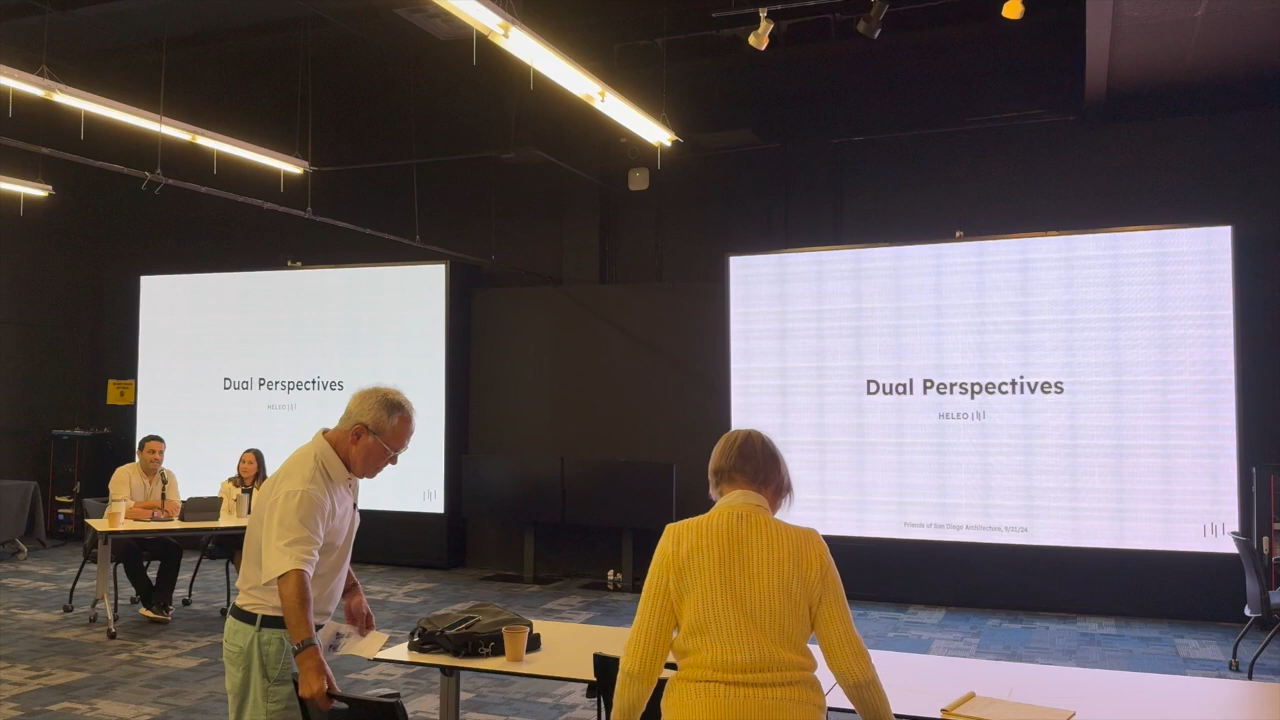 Dual Perspectives
HELEO
Dual Perspectives
HELEO
Friends of San Diego Architecture, 9/21/24